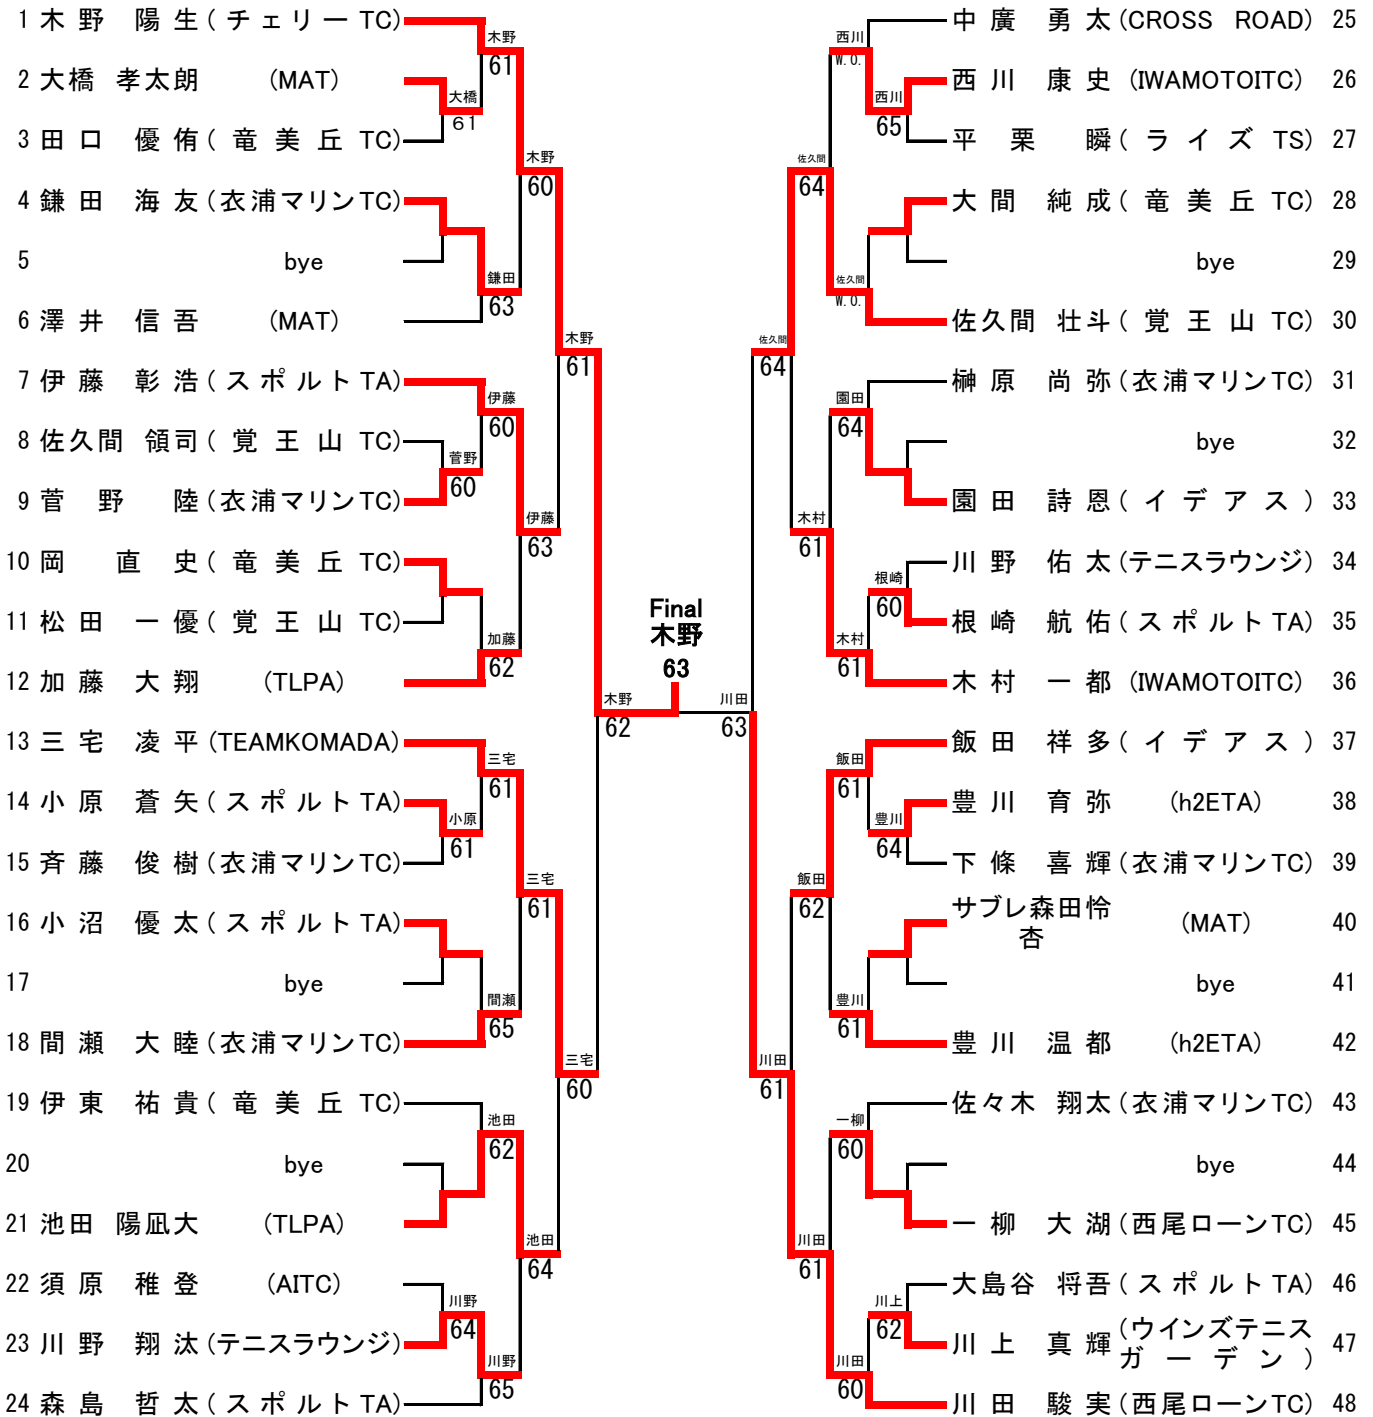 1 木野 陽生 (チェリーTC)
2 大橋 孝太朗 (MAT)
3 田口 優侑 (竜美丘TC)
4 鎌田 海友 (衣浦マリンTC)
5 bye
6 澤井 信吾 (MAT)
7 伊藤 彰浩 (スポルトTA)
8 佐久間 領司 (覚王山TC)
9 菅野 陸 (衣浦マリンTC)
10 岡 直史 (竜美丘TC)
11 松田 一優 (覚王山TC)
12 加藤 大翔 (TLPA)
13 三宅 凌平 (TEAMKOMADA)
14 小原 蒼矢 (スポルトTA)
15 斉藤 俊樹 (衣浦マリンTC)
16 小沼 優太 (スポルトTA)
17 bye
18 間瀬 大睦 (衣浦マリンTC)
19 伊東 祐貴 (竜美丘TC)
20 bye
21 池田 陽凪大 (TLPA)
22 須原 稚登 (AITC)
23 川野 翔汰 (テニスラウンジ)
24 森島 哲太 (スポルトTA)
大橋
61
菅野
60
小原
61
川野
64
木野
61
鎌田
63
伊藤
60
加藤
62
三宅
61
間瀬
65
池田
62
川野
65
木野
60
伊藤
63
三宅
61
池田
64
木野
61
三宅
60
木野
62
Final
木野
63
川田
63
佐久間
64
川田
61
佐久間
64
木村
61
飯田
62
川田
61
西川
W.O.
佐久間
W.O.
園田
64
木村
61
飯田
61
豊川
61
一柳
60
川田
60
西川
65
根崎
60
豊川
64
川上
62
中廣 勇太 (CROSS ROAD) 25
西川 康史 (IWAMOTOITC) 26
平栗 瞬 (ライズTS) 27
大間 純成 (竜美丘TC) 28
bye 29
佐久間 壮斗 (覚王山TC) 30
榊原 尚弥 (衣浦マリンTC) 31
bye 32
園田 詩恩 (イデアス) 33
川野 佑太 (テニスラウンジ) 34
根崎 航佑 (スポルトTA) 35
木村 一都 (IWAMOTOITC) 36
飯田 祥多 (イデアス) 37
豊川 育弥 (h2ETA) 38
下條 喜輝 (衣浦マリンTC) 39
サブレ森田怜
杏 (MAT) 40
bye 41
豊川 温都 (h2ETA) 42
佐々木 翔太 (衣浦マリンTC) 43
bye 44
一柳 大湖 (西尾ローンTC) 45
大島谷 将吾 (スポルトTA) 46
川上 真輝 (ウインズテニス
ガーデン) 47
川田 駿実 (西尾ローンTC) 48